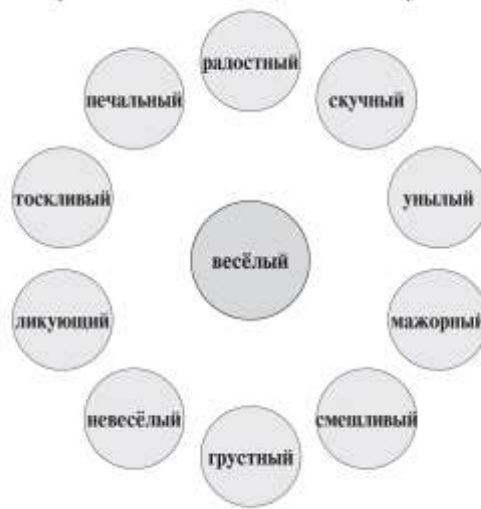 радостный
печальный
скучный
тоскливый
унылый
весёлый
ликующий
мажорный
невесёлый
смешливый
грустный